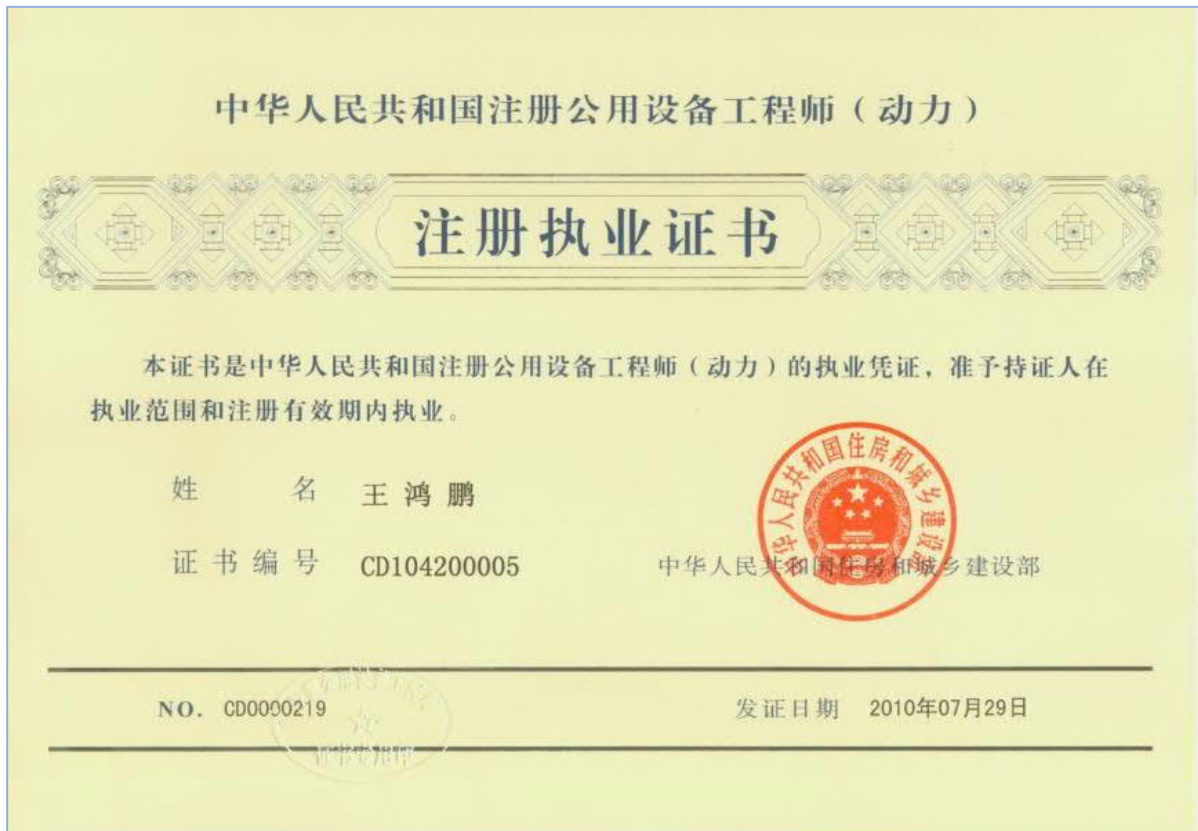 中华人民共和国注册公用设备工程师（动力）
注册执业证书
本证书是中华人民共和国注册公用设备工程师（动力）的执业凭证，准予持证人在
执业范围和注册有效期内执业。
姓 名 王鸿鹏
中华人民共和国住房和城乡建设部
证书编号 CD104200005
中华人民共和国住房和城乡建设部
NO. CD0000219
发证日期 2010年07月29日
证书专用章